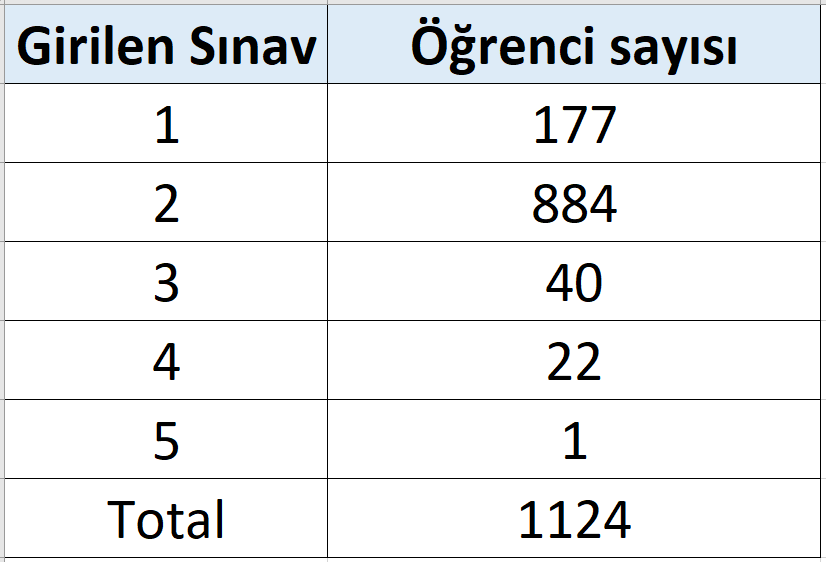 Girilen Sınav Öğrenci sayısı
1 177
2 884
3 40
4 22
5 1
Total 1124